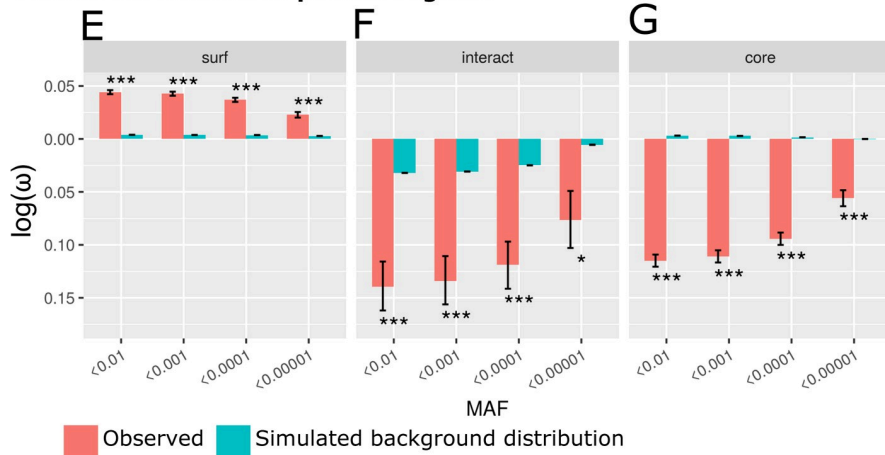 E F G
surf interact core
0.05
0.00
0.05
0.10
0.15
log(ω)
*** *** *** ***
*** *** *** *
*** *** *** ***
<0.01 <0.001 <0.0001 <0.00001 <0.01 <0.001 <0.0001 <0.00001 <0.01 <0.001 <0.0001 <0.00001
MAF
Observed Simulated background distribution